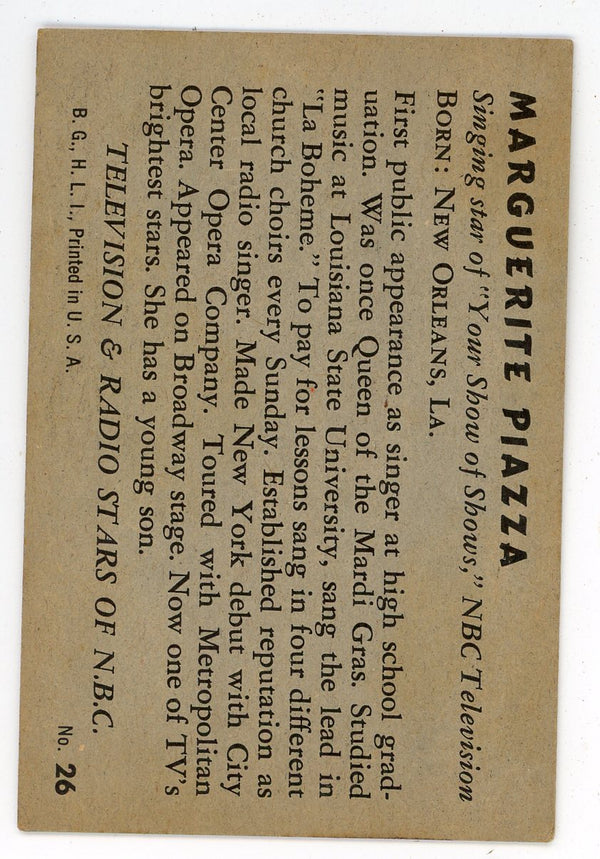 MARGUERITE PIAZZA
Singing star of "Your Show of Shows," NBC Television
BORN: NEW ORLEANS, LA.
First public appearance as singer at high school grad-
uation. Was once Queen of the Mardi Gras. Studied
music at Louisiana State University, sang the lead in
"La Boheme." To pay for lessons sang in four different
church choirs every Sunday. Established reputation as
local radio singer. Made New York debut with City
Center Opera Company. Toured with Metropolitan
Opera. Appeared on Broadway stage. Now one of TV's
brightest stars. She has a young son.
TELEVISION & RADIO STARS OF N.B.C.
B. G., H. L. I., Printed in U. S. A.
No. 26